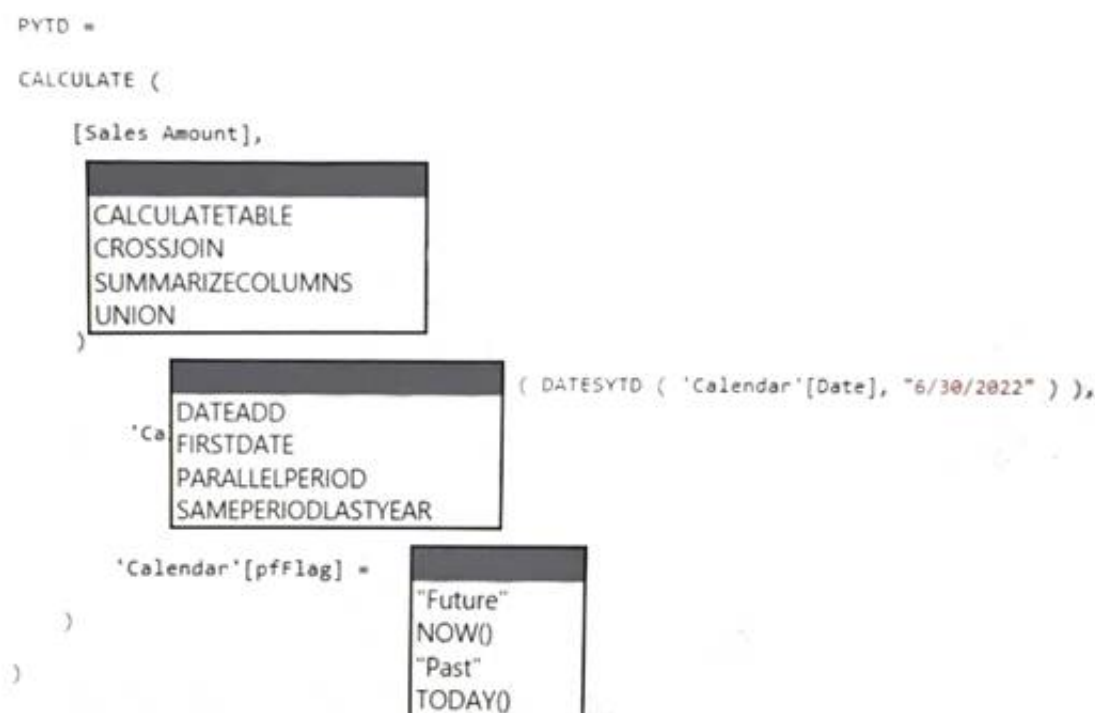 PYTD =
CALCULATE (
[Sales Amount],
CALCULATETABLE
CROSSJOIN
SUMMARIZECOLUMNS
UNION
)
( DATESYTD ( 'Calendar'[Date], "6/30/2022" ) ),
DATEADD
'Ca
FIRSTDATE
PARALLELPERIOD
SAMEPERIODLASTYEAR
'Calendar'[pfFlag] =
"Future"
NOW()
"Past"
TODAY()
)
)